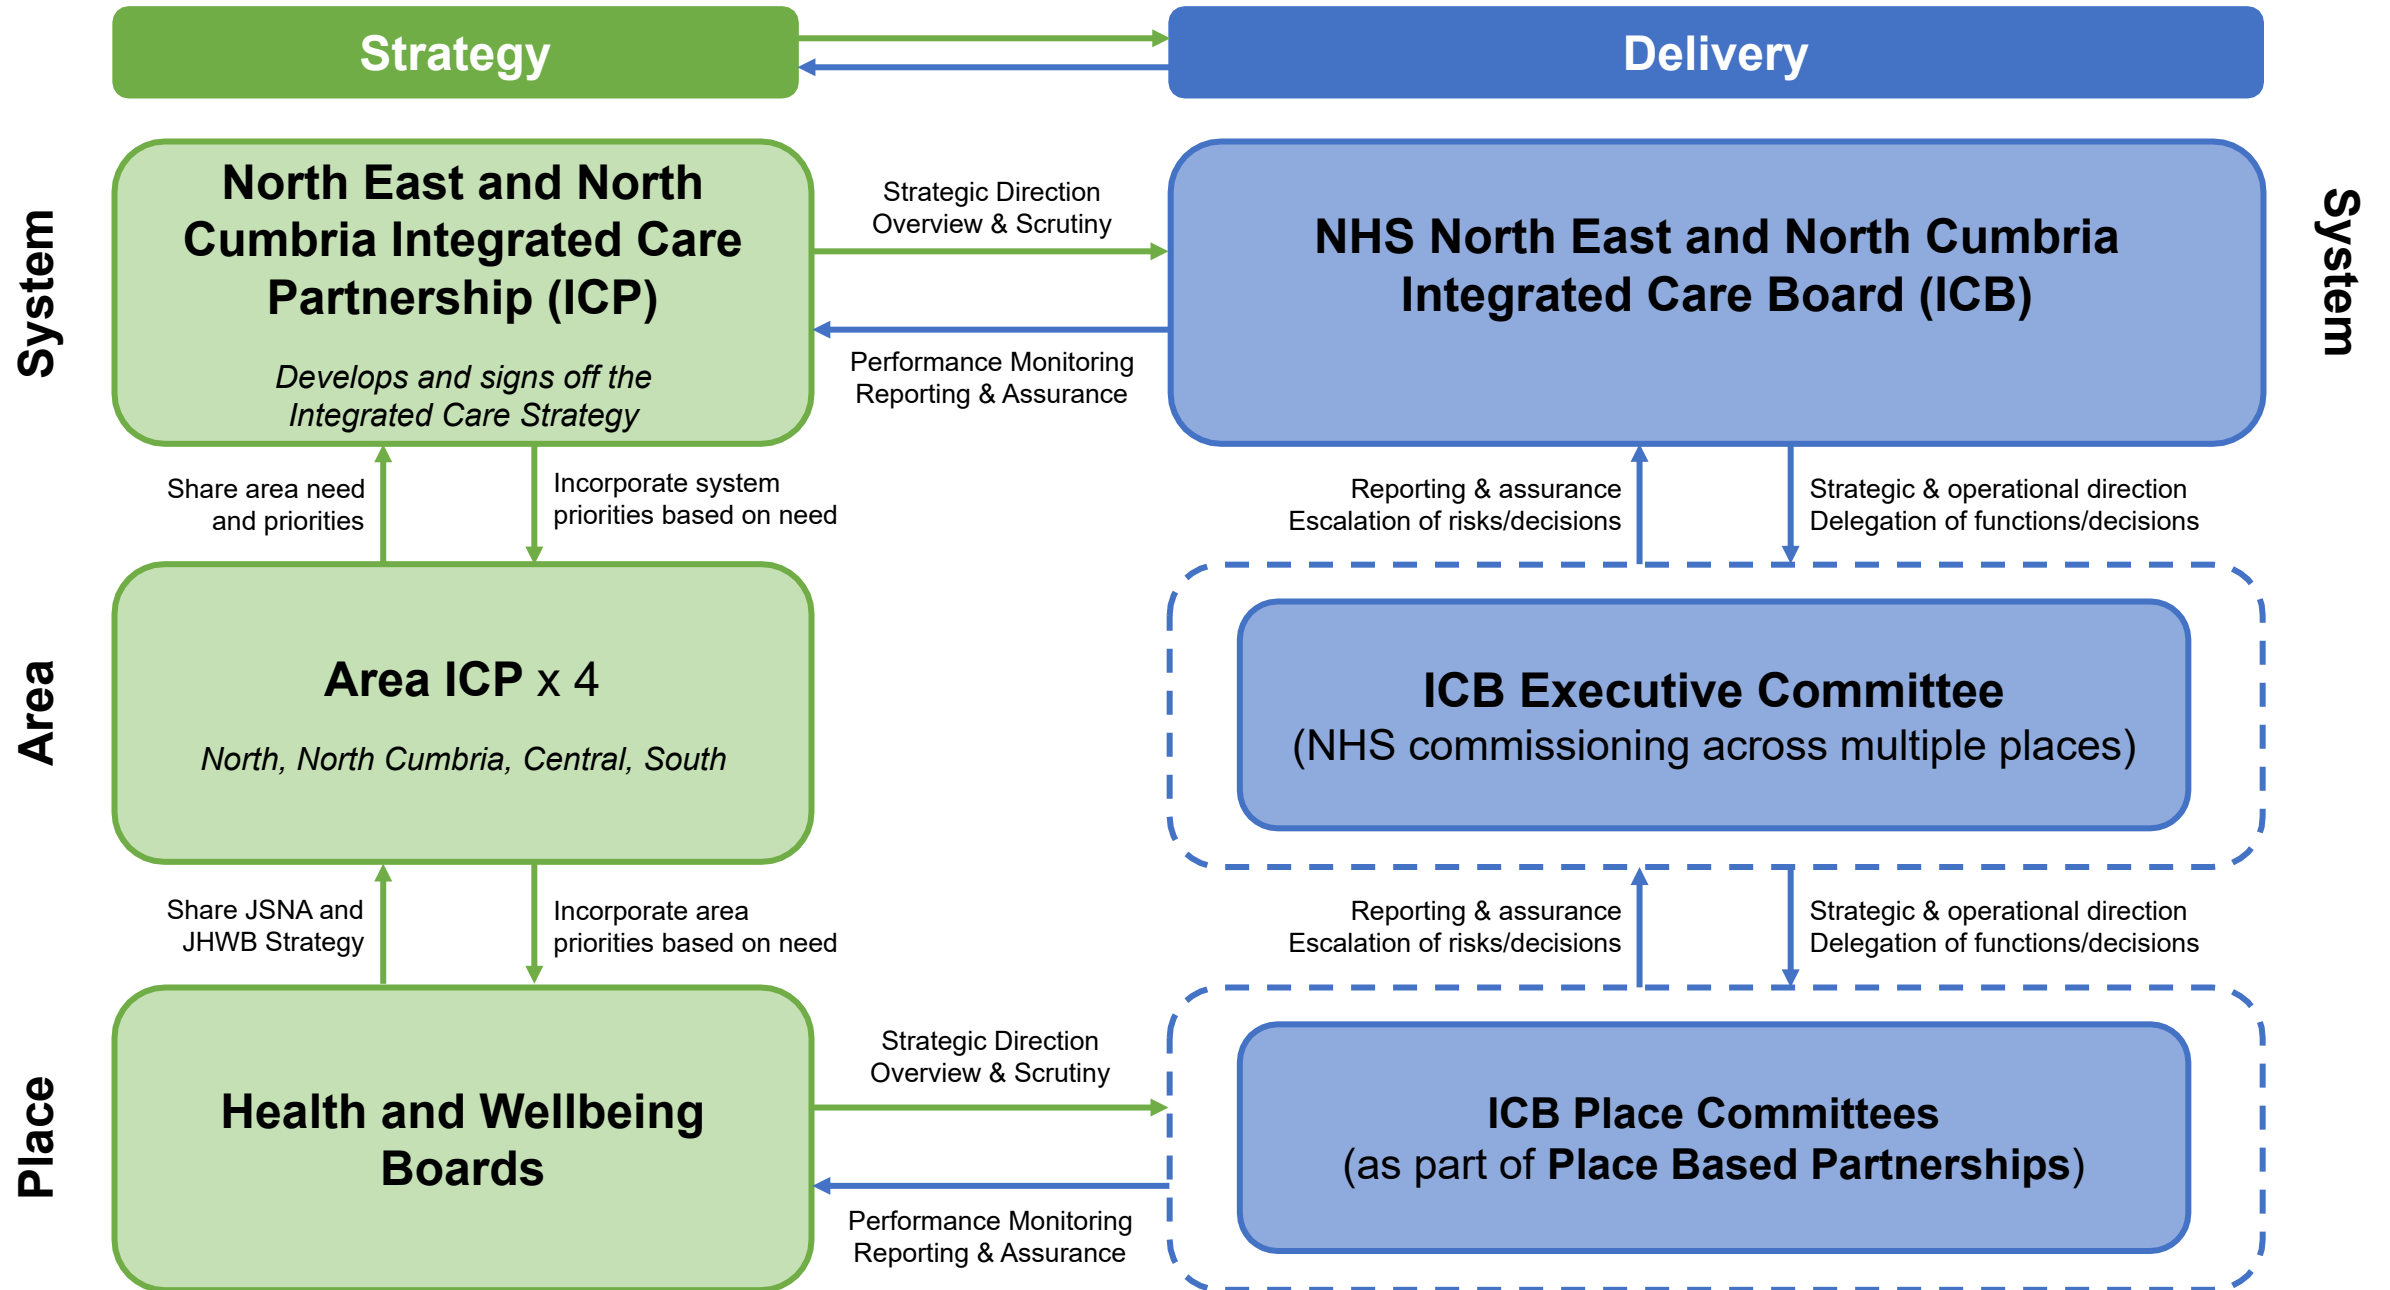 Strategy
Delivery
System
North East and North
Cumbria Integrated Care
Partnership (ICP)
Develops and signs off the
Integrated Care Strategy
Strategic Direction
Overview & Scrutiny
Performance Monitoring
Reporting & Assurance
NHS North East and North Cumbria
Integrated Care Board (ICB)
System
Share area need
and priorities
Incorporate system
priorities based on need
Reporting & assurance
Escalation of risks/decisions
Strategic & operational direction
Delegation of functions/decisions
Area
Area ICP x 4
North, North Cumbria, Central, South
ICB Executive Committee
(NHS commissioning across multiple places)
Share JSNA and
JHWB Strategy
Incorporate area
priorities based on need
Reporting & assurance
Escalation of risks/decisions
Strategic & operational direction
Delegation of functions/decisions
Place
Health and Wellbeing
Boards
Strategic Direction
Overview & Scrutiny
Performance Monitoring
Reporting & Assurance
ICB Place Committees
(as part of Place Based Partnerships)